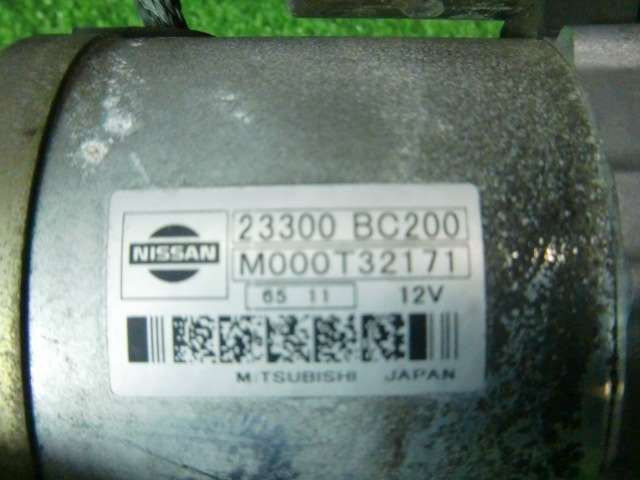 NISSAN
23300 BC200
M000T32171
65 11 12V
MITSUBISHI JAPAN